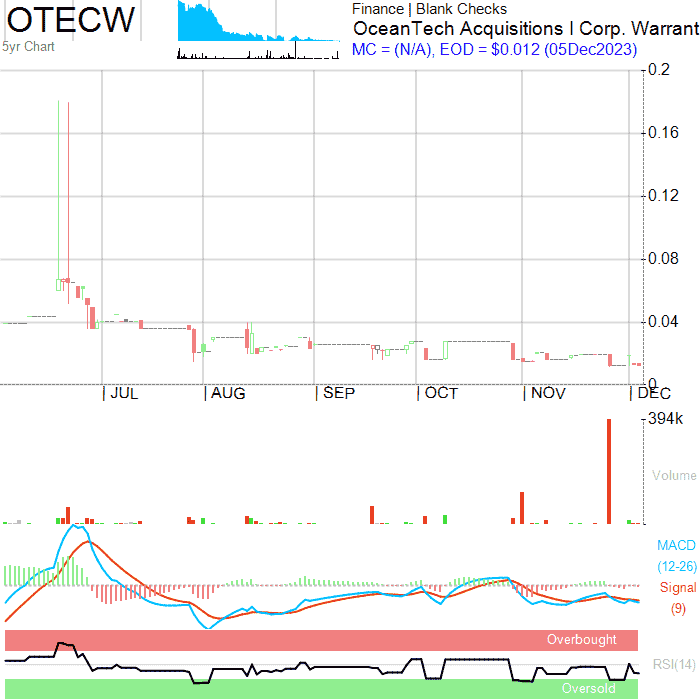 OTECW
5yr Chart
Finance | Blank Checks
OceanTech Acquisitions I Corp. Warrant
MC = (N/A), EOD = $0.012 (05Dec2023)
0.2
0.16
0.12
0.08
0.04
0
JUL
AUG
SEP
OCT
NOV
DEC
394k
Volume
MACD
(12-26)
Signal
(9)
Overbought
RSI(14)
Oversold